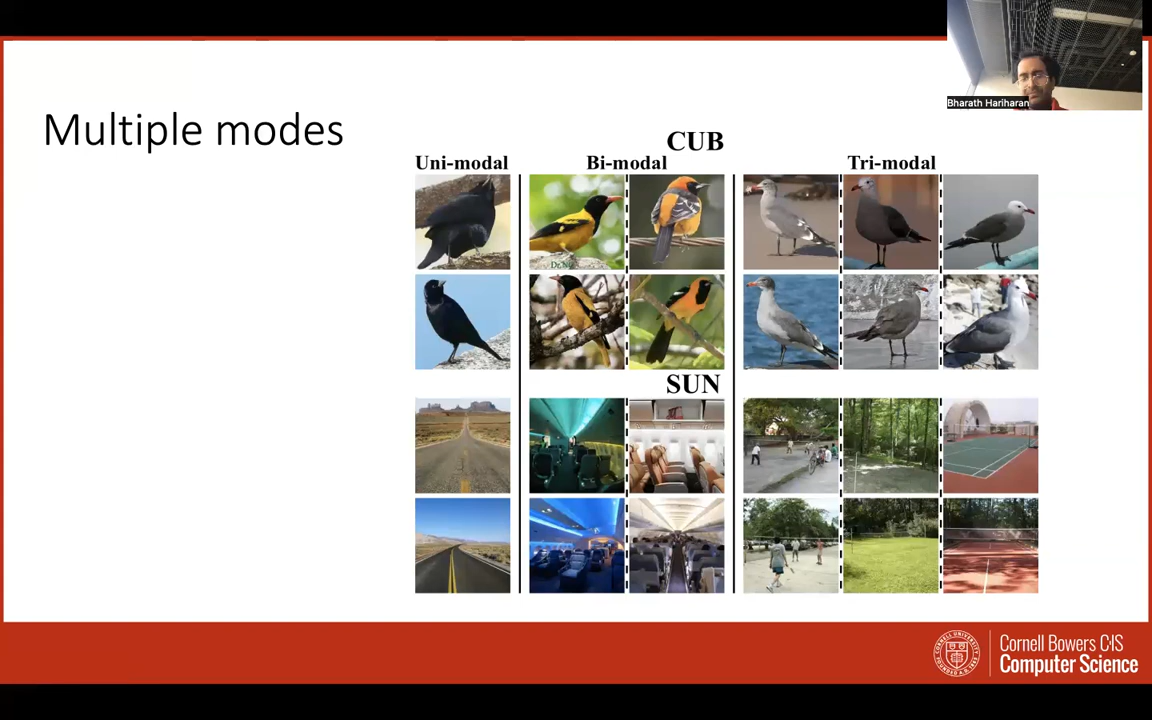 Bharath Hariharan
Multiple modes
CUB
Uni-modal
Bi-modal
Tri-modal
SUN
Cornell Bowers CIS
Computer Science